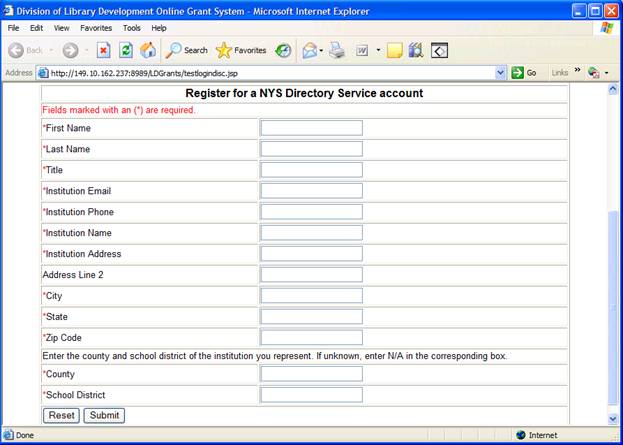 Division of Library Development Online Grant System - Microsoft Internet Explorer
File Edit View Favorites Tools Help
Back Search Favorites W
Address http://149.10.162.237:8989/LDGrants/testlogindisc.jsp Go Links »
Register for a NYS Directory Service account
Fields marked with an (*) are required.
*First Name
*Last Name
*Title
*Institution Email
*Institution Phone
*Institution Name
*Institution Address
Address Line 2
*City
*State
*Zip Code
Enter the county and school district of the institution you represent. If unknown, enter N/A in the corresponding box.
*County
*School District
Reset Submit
Done Internet